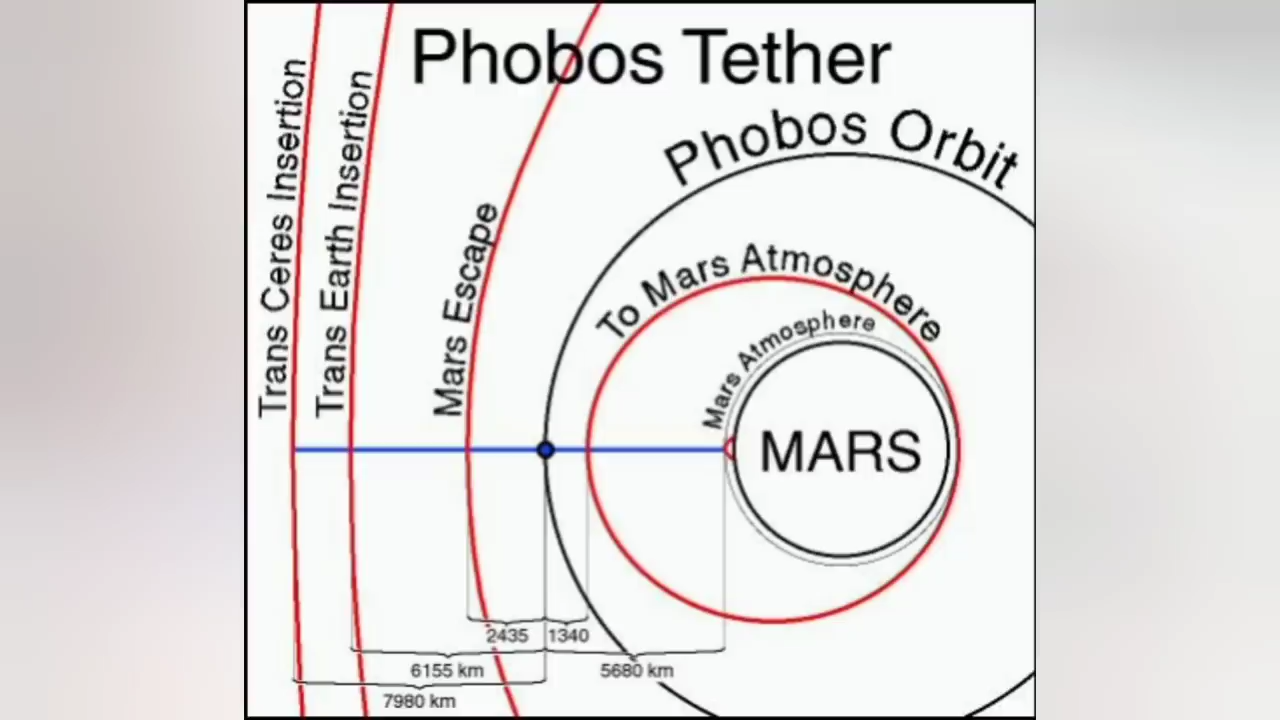 Phobos Tether
Phobos Orbit
Trans Ceres Insertion
Trans Earth Insertion
Mars Escape
To Mars Atmosphere
Mars Atmosphere
MARS
2435
1340
6155 km
5680 km
7980 km